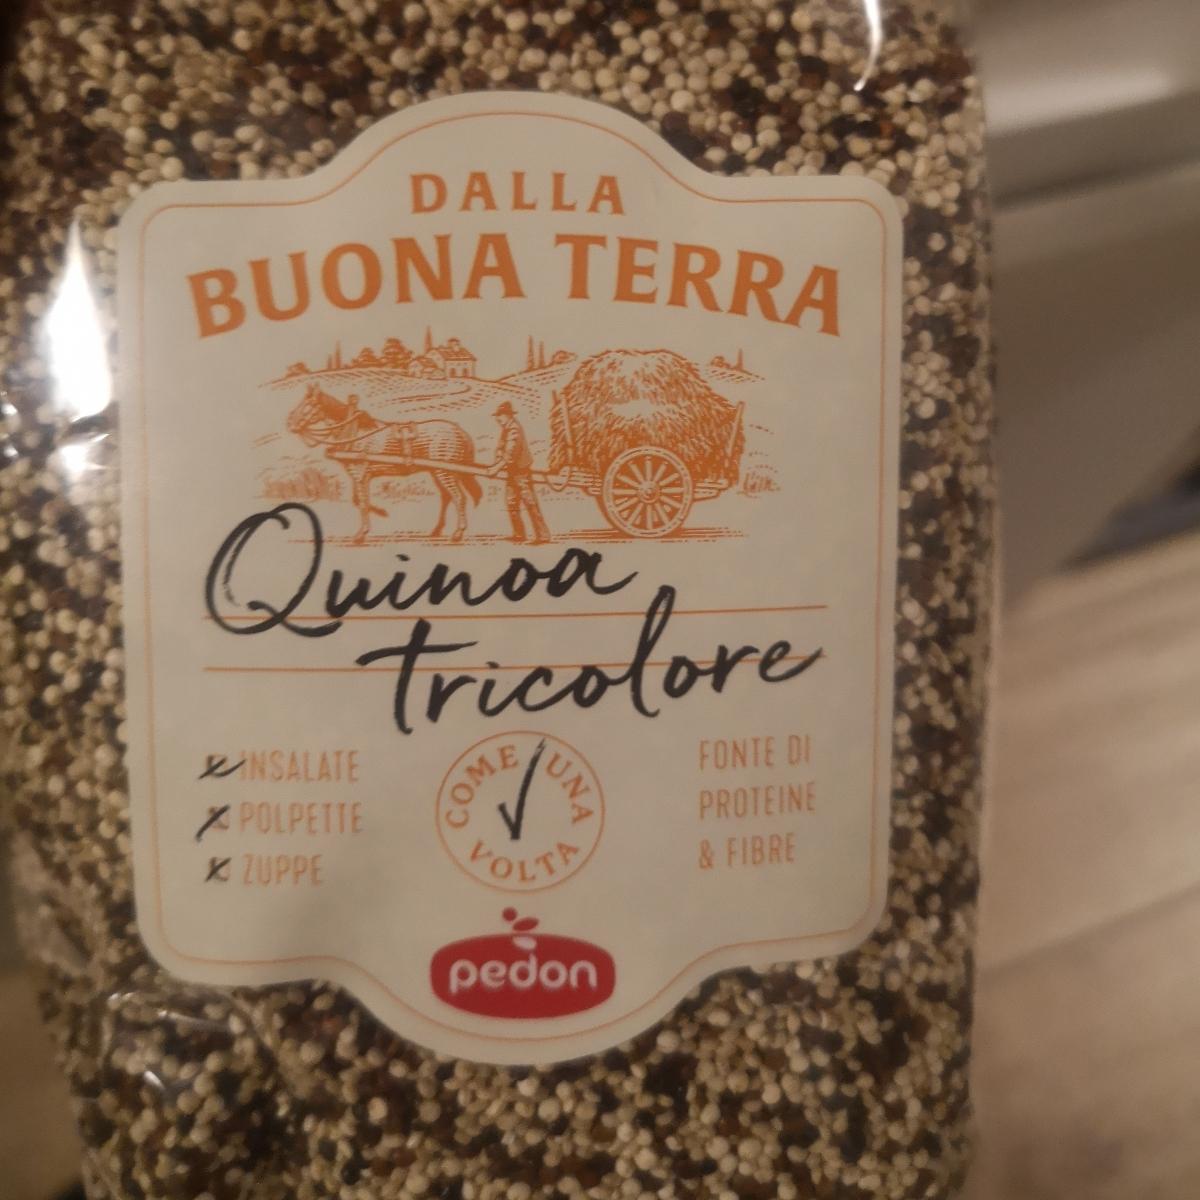 DALLA
BUONA TERRA
Quinoa
tricolore
INSALATE
POLPETTE
ZUPPE
COME UNA
VOLTA
FONTE DI
PROTEINE
& FIBRE
pedon